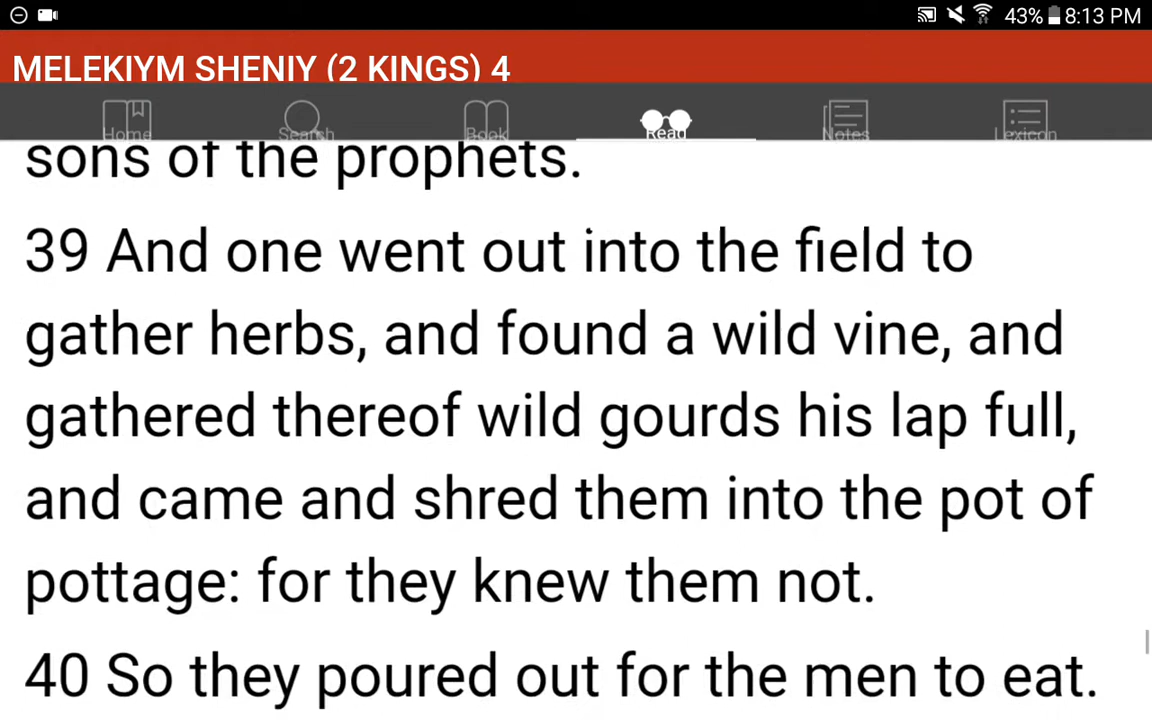 43% 8:13 PM
MELEKIYM SHENIY (2 KINGS) 4
Home Search Book Read Notes Lexicon
sons of the prophets.
39 And one went out into the field to
gather herbs, and found a wild vine, and
gathered thereof wild gourds his lap full,
and came and shred them into the pot of
pottage: for they knew them not.
40 So they poured out for the men to eat.